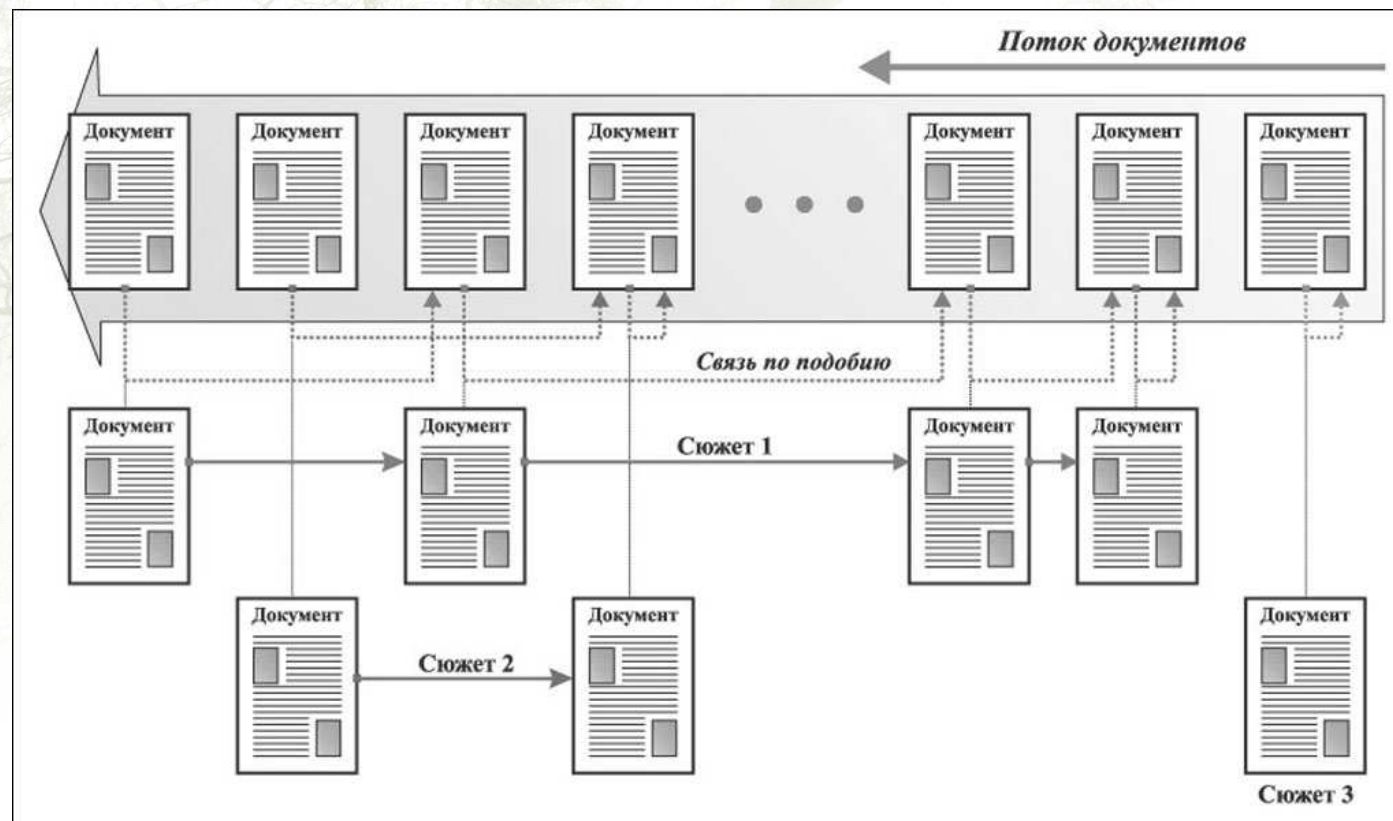 Поток документов
Документ
Документ
Документ
Документ
Документ
Документ
Документ
Связь по подобию
Документ
Документ
Документ
Документ
Сюжет 1
Документ
Документ
Документ
Сюжет 2
Сюжет 3